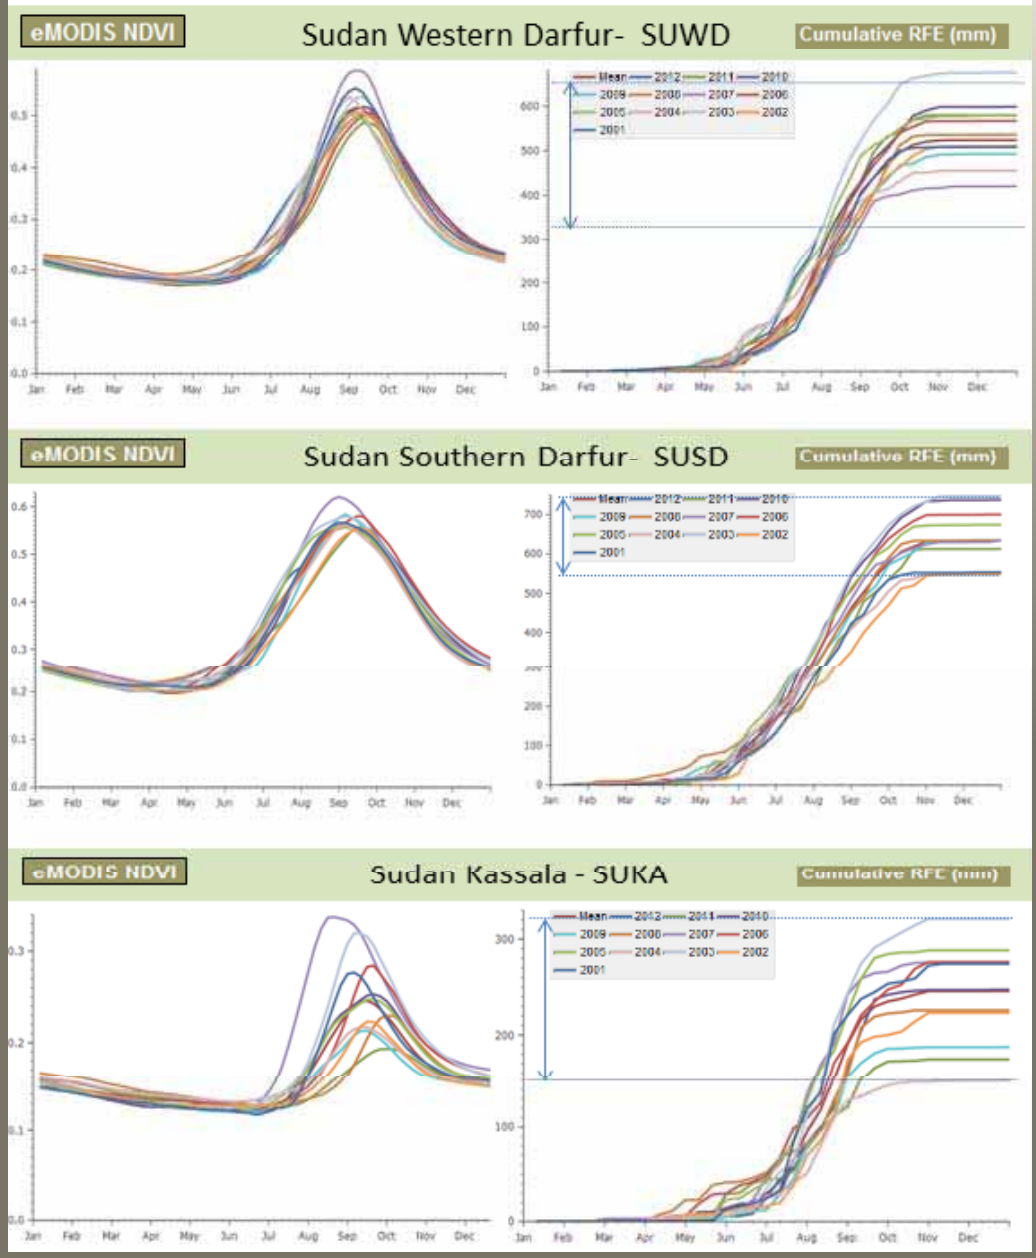 eMODIS NDVI
Sudan Western Darfur- SUWD
Cumulative RFE (mm)
0.5
0.4
0.3
0.2
0.1
0.0
Jan Feb Mar Apr May Jun Jul Aug Sep Oct Nov Dec
Mean 2012 2011 2010
2009 2008 2007 2006
2005 2004 2003 2002
2001
600
500
400
300
200
100
0
Jan Feb Mar Apr May Jun Jul Aug Sep Oct Nov Dec
eMODIS NDVI
Sudan Southern Darfur- SUSD
Cumulative RFE (mm)
0.6
0.5
0.4
0.3
0.2
0.1
0.0
Jan Feb Mar Apr May Jun Jul Aug Sep Oct Nov Dec
Mean 2012 2011 2010
2009 2008 2007 2006
2005 2004 2003 2002
2001
700
600
500
400
300
200
100
0
Jan Feb Mar Apr May Jun Jul Aug Sep Oct Nov Dec
eMODIS NDVI
Sudan Kassala - SUKA
Cumulative RFE (mm)
0.3
0.2
0.1
0.0
Jan Feb Mar Apr May Jun Jul Aug Sep Oct Nov Dec
Mean 2012 2011 2010
2009 2008 2007 2006
2005 2004 2003 2002
2001
300
200
100
0
Jan Feb Mar Apr May Jun Jul Aug Sep Oct Nov Dec